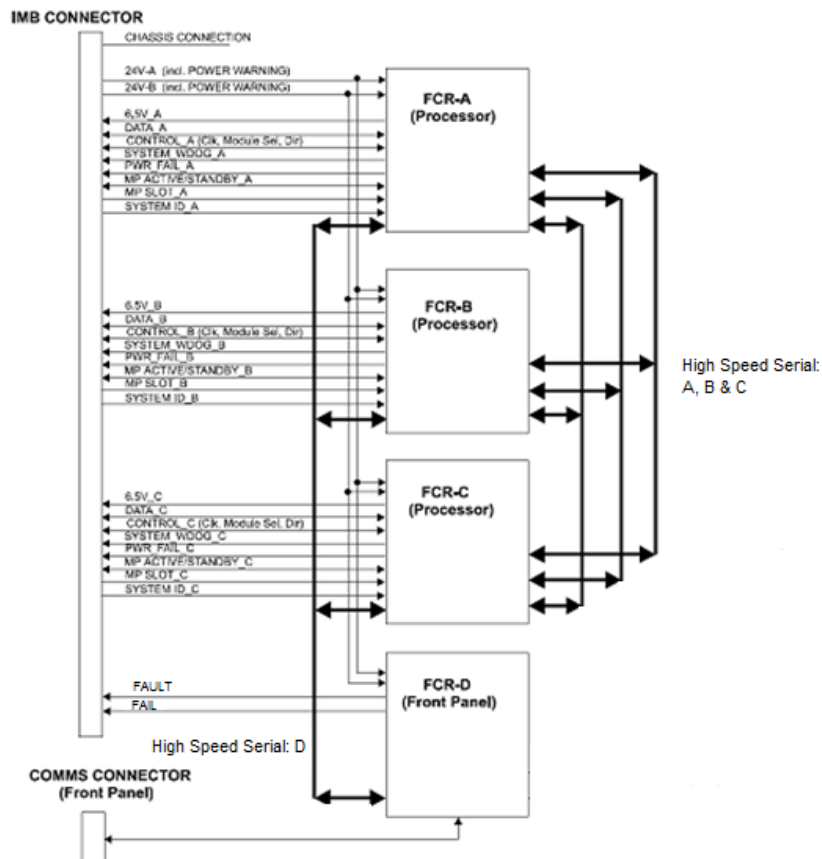 IMB CONNECTOR
CHASSIS CONNECTION
24V-A (incl. POWER WARNING)
24V-B (incl. POWER WARNING)
FCR-A
(Processor)
6,5V_A
DATA_A
CONTROL_A (Clk, Module Sel, Dir)
SYSTEM_WDOG_A
PWR_FAIL_A
MP ACTIVE/STANDBY_A
MP SLOT_A
SYSTEM ID_A
FCR-B
(Processor)
6.5V_B
DATA_B
CONTROL_B (Clk, Module Sel, Dir)
SYSTEM_WDOG_B
PWR_FAIL_B
MP ACTIVE/STANDBY_B
MP SLOT_B
SYSTEM ID_B
High Speed Serial:
A, B & C
FCR-C
(Processor)
6.5V_C
DATA_C
CONTROL_C (Clk, Module Sel, Dir)
SYSTEM_WDOG_C
PWR_FAIL_C
MP ACTIVE/STANDBY_C
MP SLOT_C
SYSTEM ID_C
FCR-D
(Front Panel)
FAULT
FAIL
High Speed Serial: D
COMMS CONNECTOR
(Front Panel)